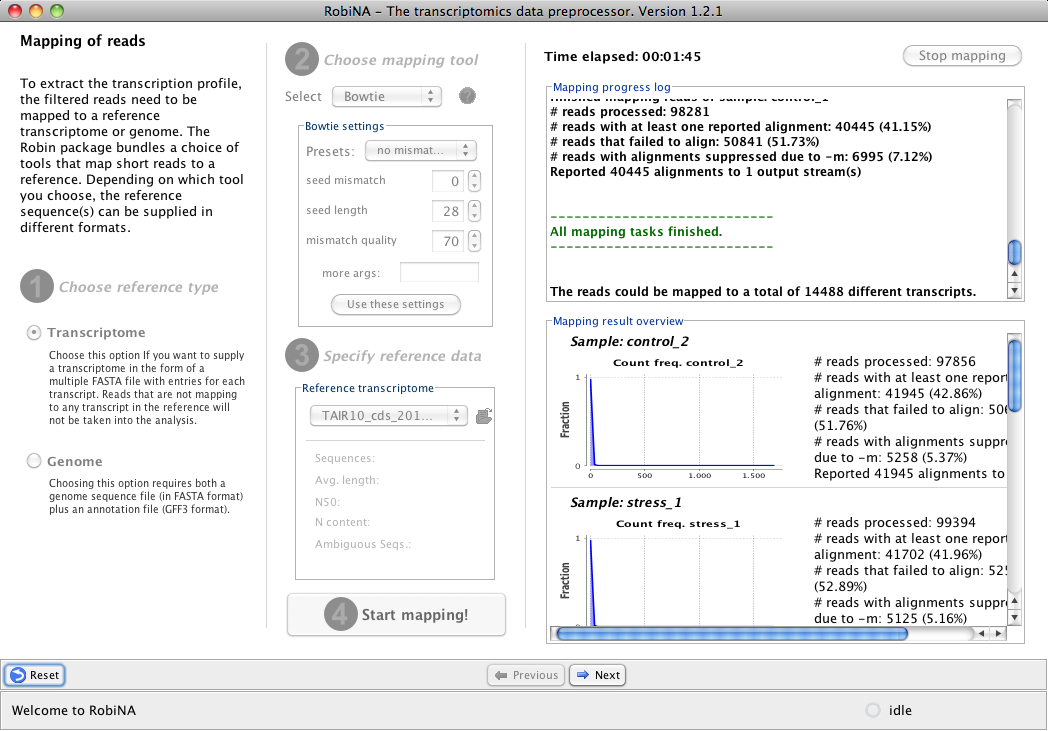 RobiNA - The transcriptomics data preprocessor. Version 1.2.1
Mapping of reads
To extract the transcription profile,
the filtered reads need to be
mapped to a reference
transcriptome or genome. The
Robin package bundles a choice of
tools that map short reads to a
reference. Depending on which tool
you choose, the reference
sequence(s) can be supplied in
different formats.
1 Choose reference type
Transcriptome
Choose this option If you want to supply
a transcriptome in the form of a
multiple FASTA file with entries for each
transcript. Reads that are not mapping
to any transcript in the reference will
not be taken into the analysis.
Genome
Choosing this option requires both a
genome sequence file (in FASTA format)
plus an annotation file (GFF3 format).
2 Choose mapping tool
Select Bowtie ?
Bowtie settings
Presets: no mismat...
seed mismatch 0
seed length 28
mismatch quality 70
more args:
Use these settings
3 Specify reference data
Reference transcriptome
TAIR10_cds_201...
Sequences:
Avg. length:
N50:
N content:
Ambiguous Seqs.:
4 Start mapping!
Time elapsed: 00:01:45
Stop mapping
Mapping progress log
Finished mapping reads of sample: control_1
# reads processed: 98281
# reads with at least one reported alignment: 40445 (41.15%)
# reads that failed to align: 50841 (51.73%)
# reads with alignments suppressed due to -m: 6995 (7.12%)
Reported 40445 alignments to 1 output stream(s)
----------------------------
All mapping tasks finished.
----------------------------
The reads could be mapped to a total of 14488 different transcripts.
Mapping result overview
Sample: control_2
Count freq. control_2
Fraction
1
0
0 500 1.000 1.500
# reads processed: 97856
# reads with at least one report
alignment: 41945 (42.86%)
# reads that failed to align: 506
(51.76%)
# reads with alignments suppre
due to -m: 5258 (5.37%)
Reported 41945 alignments to
Sample: stress_1
Count freq. stress_1
Fraction
1
0
# reads processed: 99394
# reads with at least one report
alignment: 41702 (41.96%)
# reads that failed to align: 525
(52.89%)
# reads with alignments suppre
due to -m: 5125 (5.16%)
Reset
Previous
Next
Welcome to RobiNA
idle